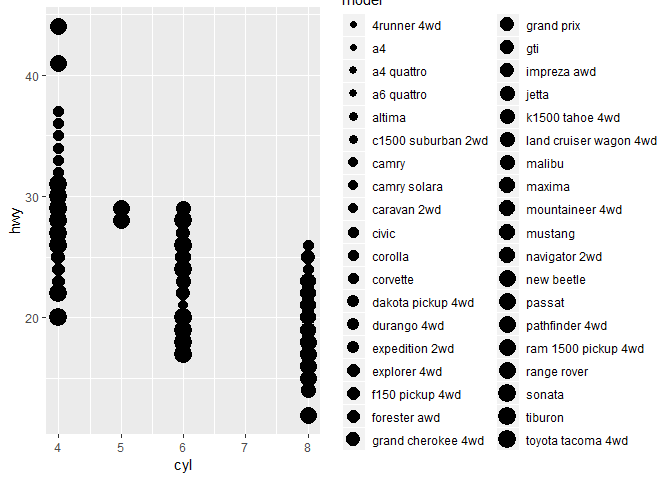 model
4runner 4wd
a4
a4 quattro
a6 quattro
altima
c1500 suburban 2wd
camry
camry solara
caravan 2wd
civic
corolla
corvette
dakota pickup 4wd
durango 4wd
expedition 2wd
explorer 4wd
f150 pickup 4wd
forester awd
grand cherokee 4wd
grand prix
gti
impreza awd
jetta
k1500 tahoe 4wd
land cruiser wagon 4wd
malibu
maxima
mountaineer 4wd
mustang
navigator 2wd
new beetle
passat
pathfinder 4wd
ram 1500 pickup 4wd
range rover
sonata
tiburon
toyota tacoma 4wd
hwy
40
30
20
4
5
6
7
8
cyl